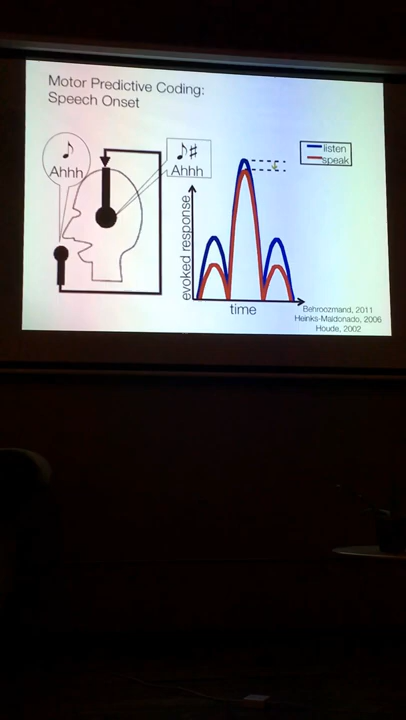 Motor Predictive Coding:
Speech Onset
Ahhh
Ahhh
listen
speak
evoked response
time
Behroozmand, 2011
Heinks-Maldonado, 2006
Houde, 2002